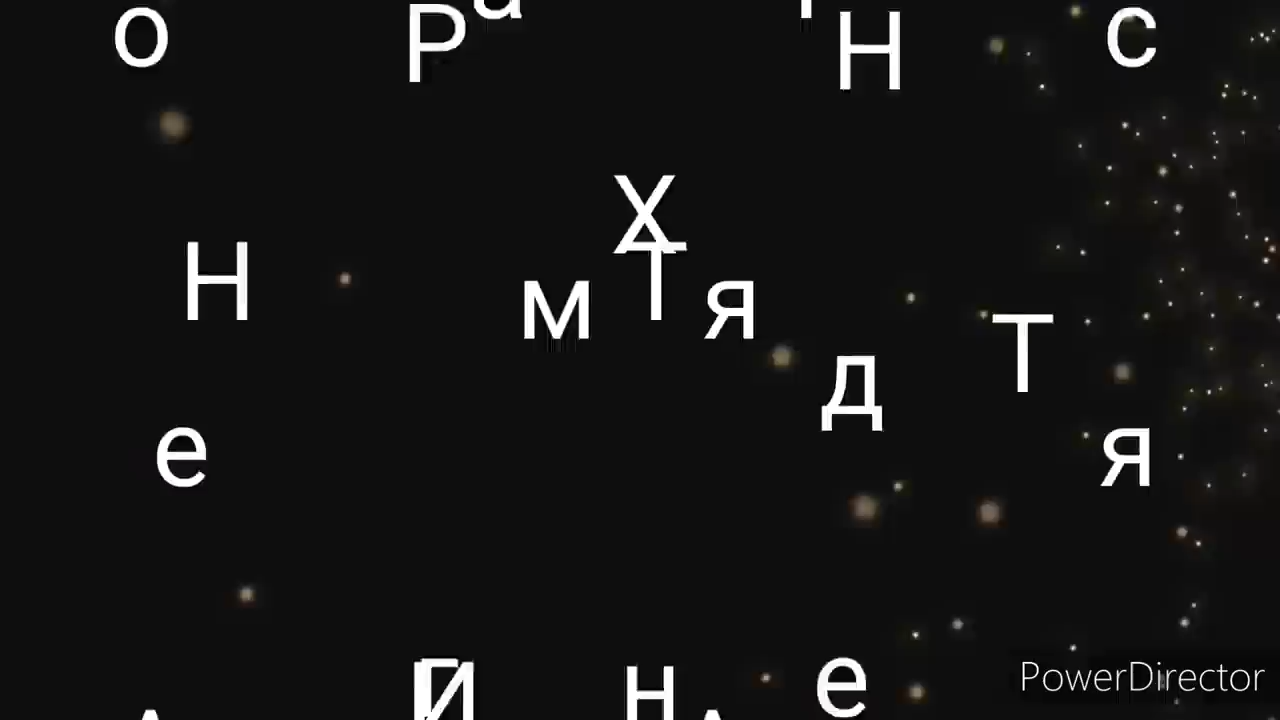 о Р Н с
Х
Н м Т я
д Т
е я
И н е
PowerDirector